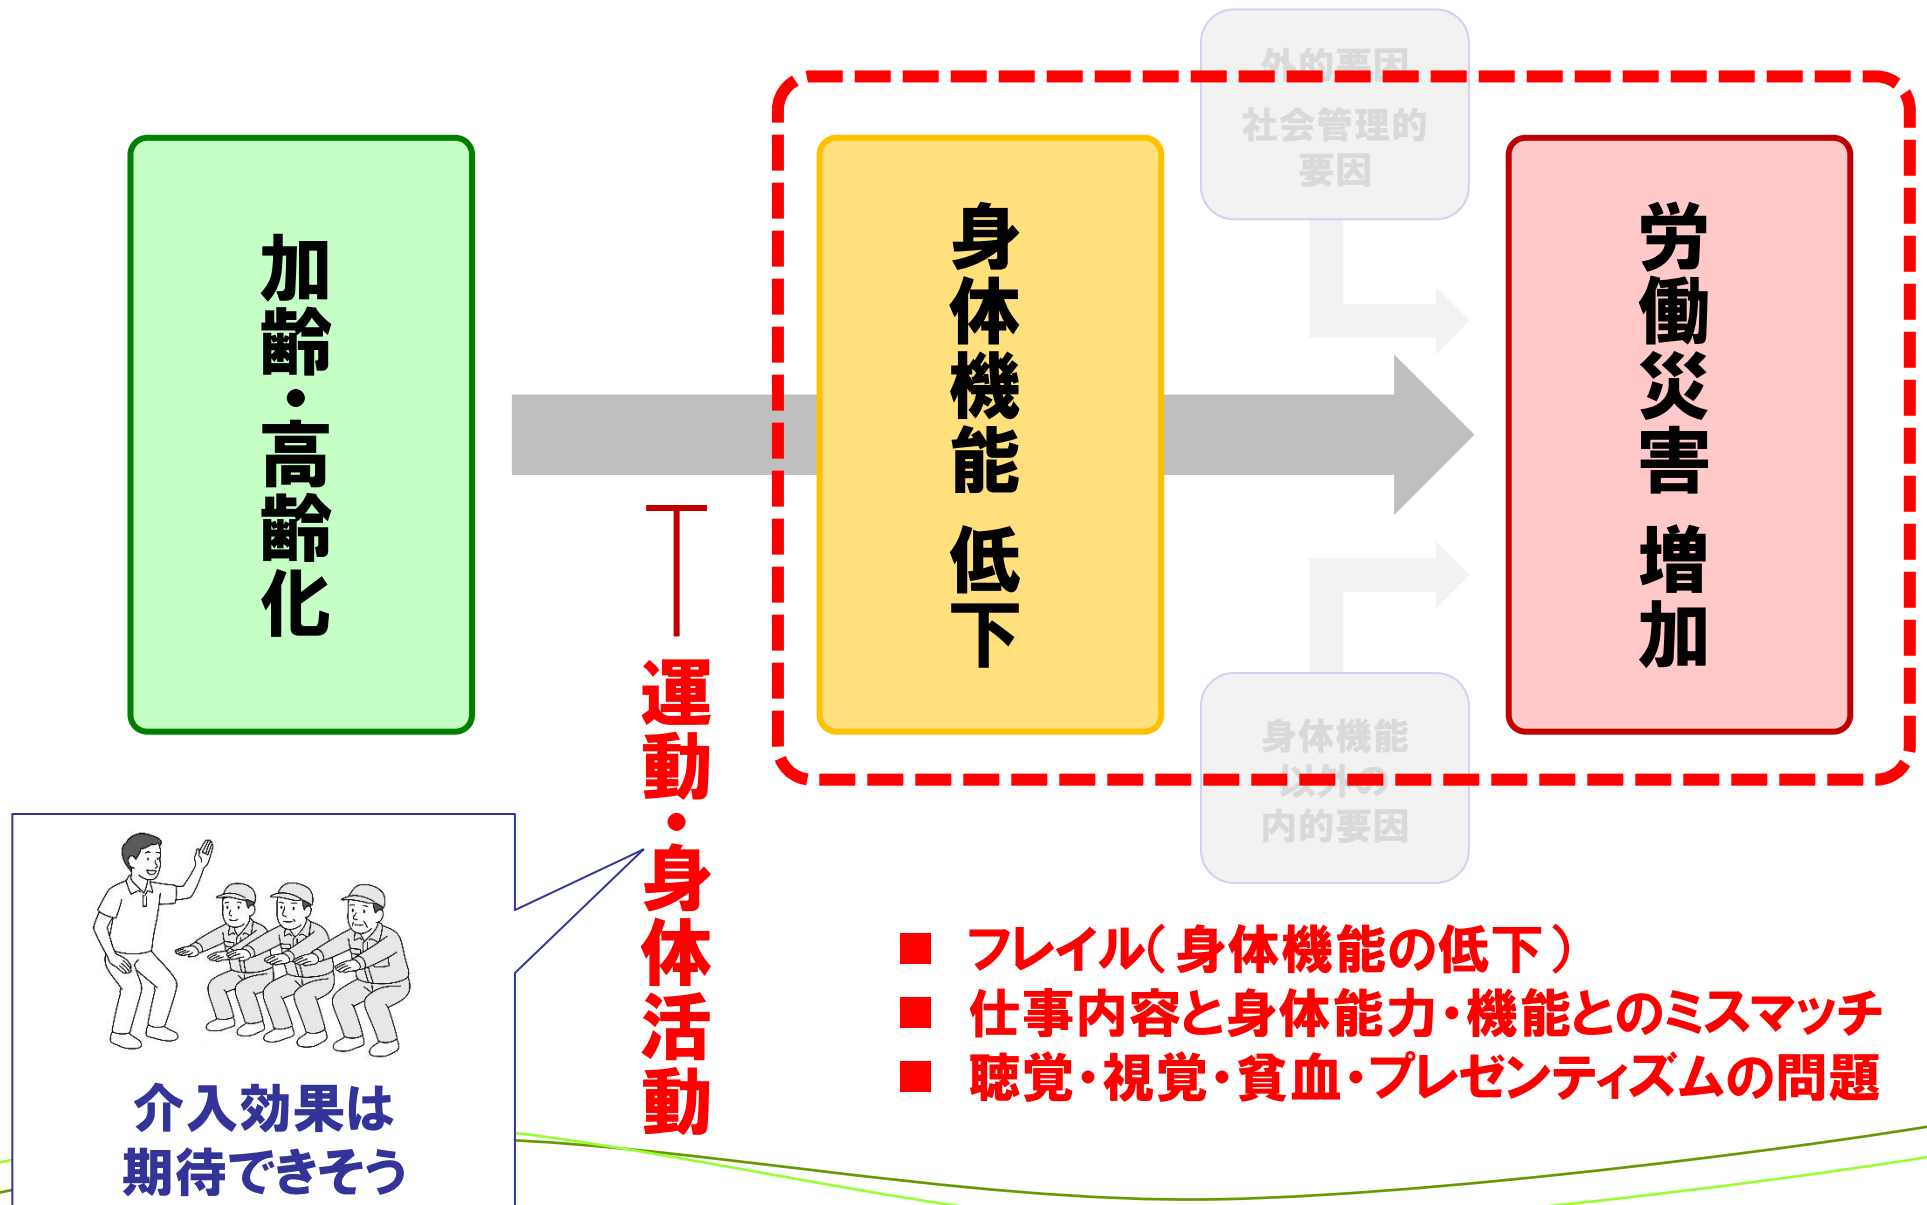 外的要因
社会管理的
要因
加齢・高齢化
身体機能 低下
労働災害 増加
運動・身体活動
身体機能
以外の
内的要因
■ フレイル(身体機能の低下)
■ 仕事内容と身体能力・機能とのミスマッチ
■ 聴覚・視覚・貧血・プレゼンティズムの問題
介入効果は
期待できそう